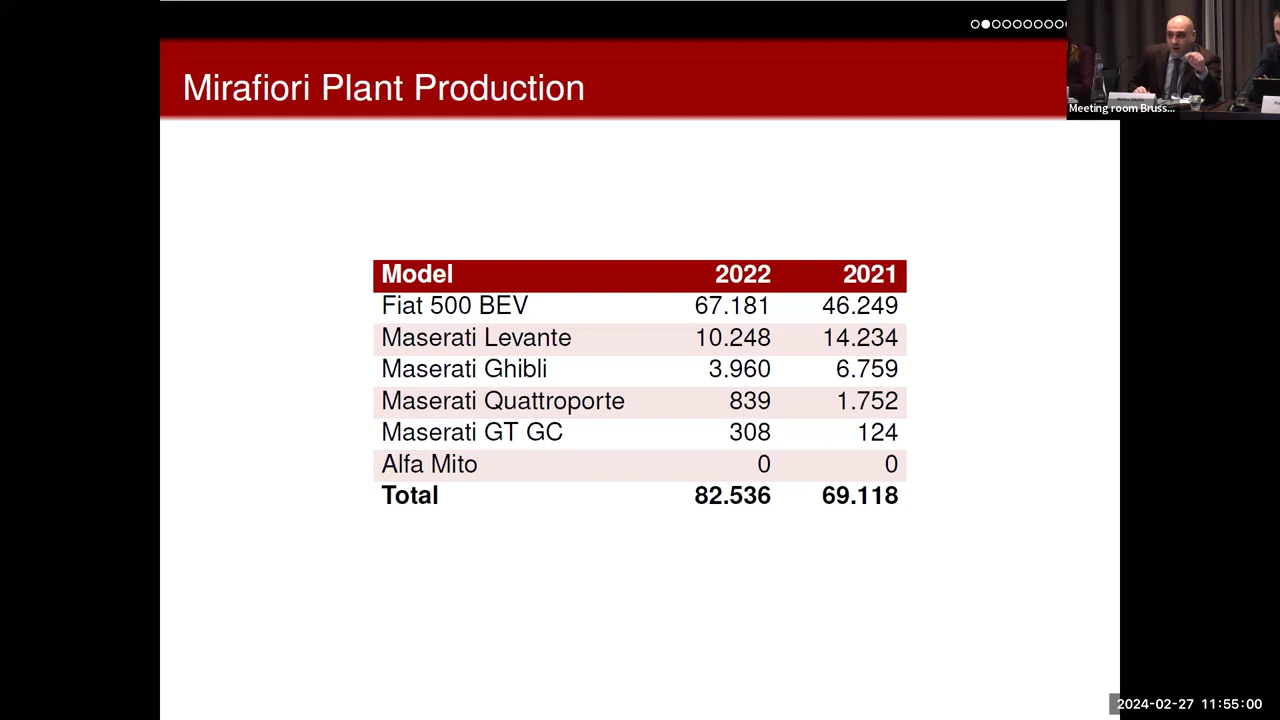 Mirafiori Plant Production
Meeting room Bruss...
Model 2022 2021
Fiat 500 BEV 67.181 46.249
Maserati Levante 10.248 14.234
Maserati Ghibli 3.960 6.759
Maserati Quattroporte 839 1.752
Maserati GT GC 308 124
Alfa Mito 0 0
Total 82.536 69.118
2024-02-27 11:55:00